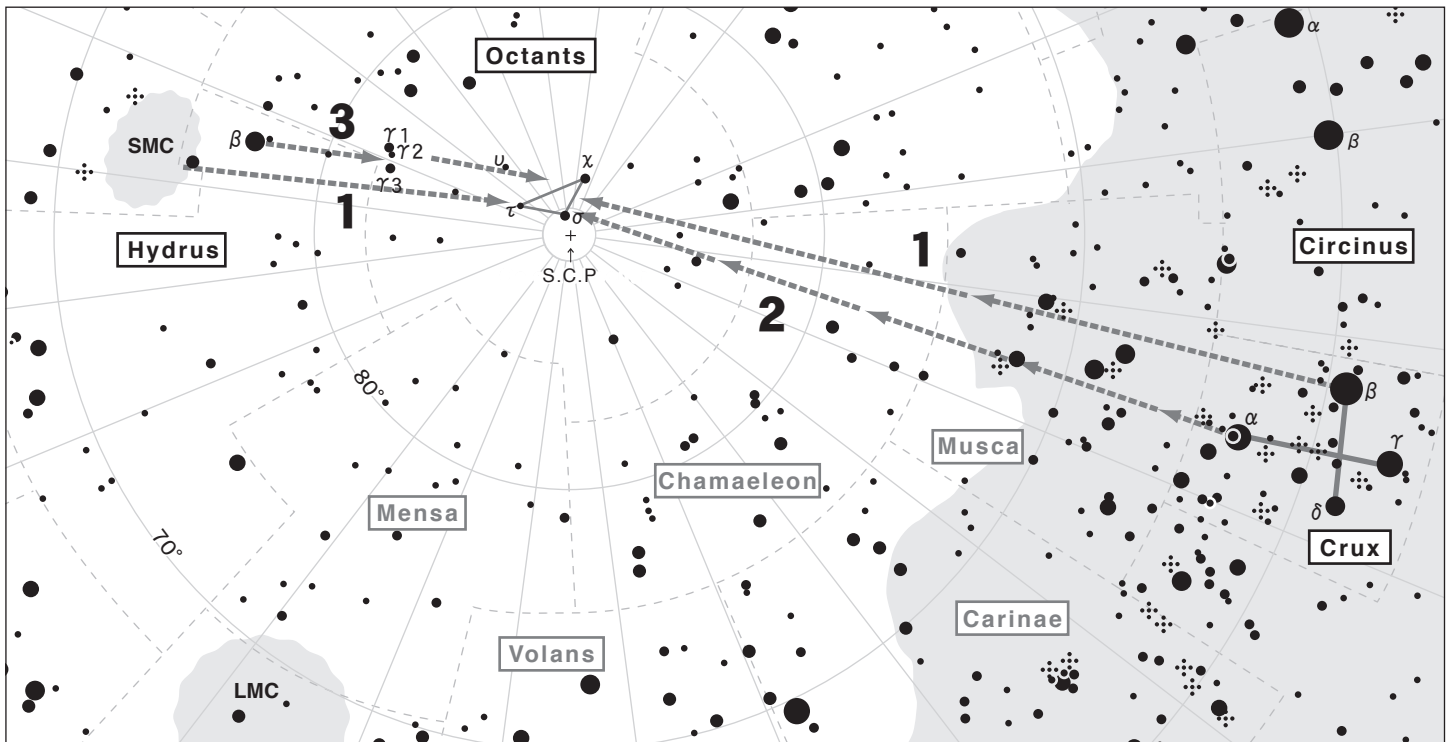 Octants
α
SMC
β
3
γ1
γ2
υ
χ
β
γ3
1
τ
σ
+
Hydrus
↑
S.C.P
1
Circinus
2
80°
β
α
Musca
γ
Chamaeleon
Mensa
δ
70°
Crux
Carinae
Volans
LMC